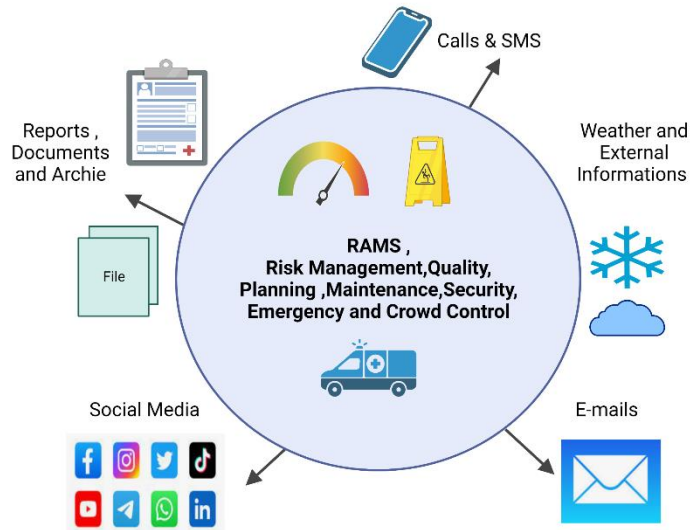 Calls & SMS
Reports ,
Documents
and Archie
Weather and
External
Informations
File
RAMS ,
Risk Management,Quality,
Planning ,Maintenance,Security,
Emergency and Crowd Control
Social Media
E-mails